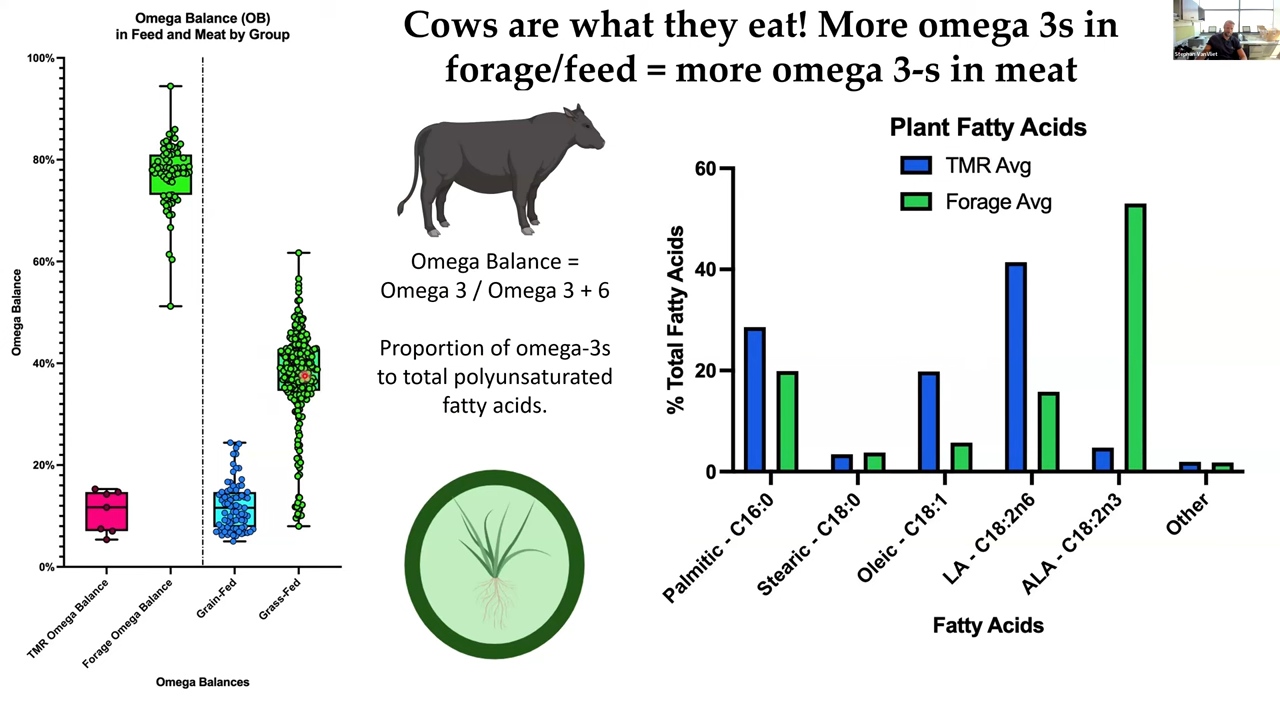 Omega Balance (OB)
in Feed and Meat by Group
100%
80%
60%
40%
20%
0%
Omega Balance
TMR Omega Balance
Forage Omega Balance
Grain-Fed
Grass-Fed
Omega Balances
Cows are what they eat! More omega 3s in
forage/feed = more omega 3-s in meat
Omega Balance =
Omega 3 / Omega 3 + 6
Proportion of omega-3s
to total polyunsaturated
fatty acids.
Plant Fatty Acids
TMR Avg
Forage Avg
60
40
20
0
% Total Fatty Acids
Palmitic - C16:0
Stearic - C18:0
Oleic - C18:1
LA - C18:2n6
ALA - C18:2n3
Other
Fatty Acids
Stephan VanVliet